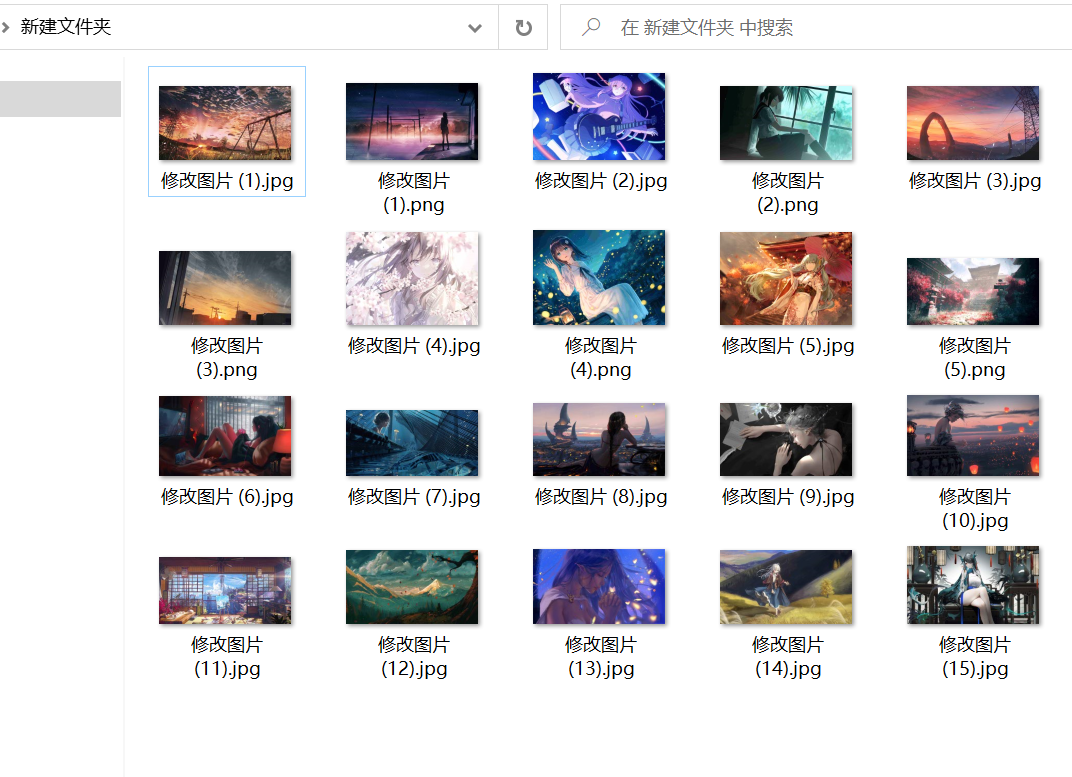 新建文件夹
在 新建文件夹 中搜索
修改图片 (1).jpg
修改图片
(1).png
修改图片 (2).jpg
修改图片
(2).png
修改图片 (3).jpg
修改图片
(3).png
修改图片 (4).jpg
修改图片
(4).png
修改图片 (5).jpg
修改图片
(5).png
修改图片 (6).jpg
修改图片 (7).jpg
修改图片 (8).jpg
修改图片 (9).jpg
修改图片
(10).jpg
修改图片
(11).jpg
修改图片
(12).jpg
修改图片
(13).jpg
修改图片
(14).jpg
修改图片
(15).jpg